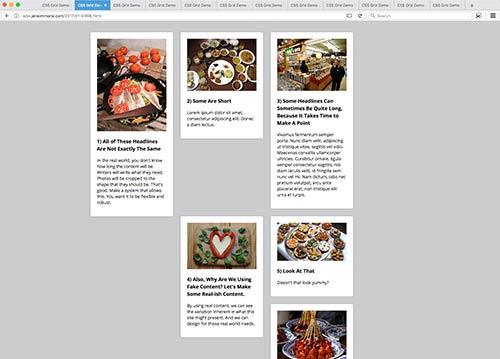 CSS Grid Demo
CSS Grid Demo
CSS Grid Demo
CSS Grid Demo
CSS Grid Demo
CSS Grid Demo
CSS Grid Demo
CSS Grid Demo
CSS Grid Demo
CSS Grid Demo
CSS Grid Demo
CSS Grid Demo
labs.jensimmons.com/2017/01-009B.html
Search
1) All of These Headlines
Are Not Exactly The Same
In the real world, you don't know
how long the content will be.
Writers will write what they need.
Photos will be cropped to the
shape that they should be. That's
good. Make a system that allows
this. You want it to be flexible and
robust.
2) Some Are Short
Lorem ipsum dolor sit amet,
consectetur adipiscing elit. Donec
a diam lectus.
3) Some Headlines Can
Sometimes Be Quite Long,
Because It Takes Time to
Make A Point
Vivamus fermentum semper
porta. Nunc diam velit, adipiscing
ut tristique vitae, sagittis vel odio.
Maecenas convallis ullamcorper
ultricies. Curabitur ornare, ligula
semper consectetur sagittis, nisi
diam iaculis velit, id fringilla sem
nunc vel mi. Nam dictum, odio nec
pretium volutpat, arcu ante
placerat erat, non tristique elit
urna et turpis.
4) Also, Why Are We Using
Fake Content? Let's Make
Some Real-ish Content.
By using real content, we can see
the variation inherent in what this
site might present. And we can
design for those real world needs.
5) Look At That
Doesn't that look yummy?